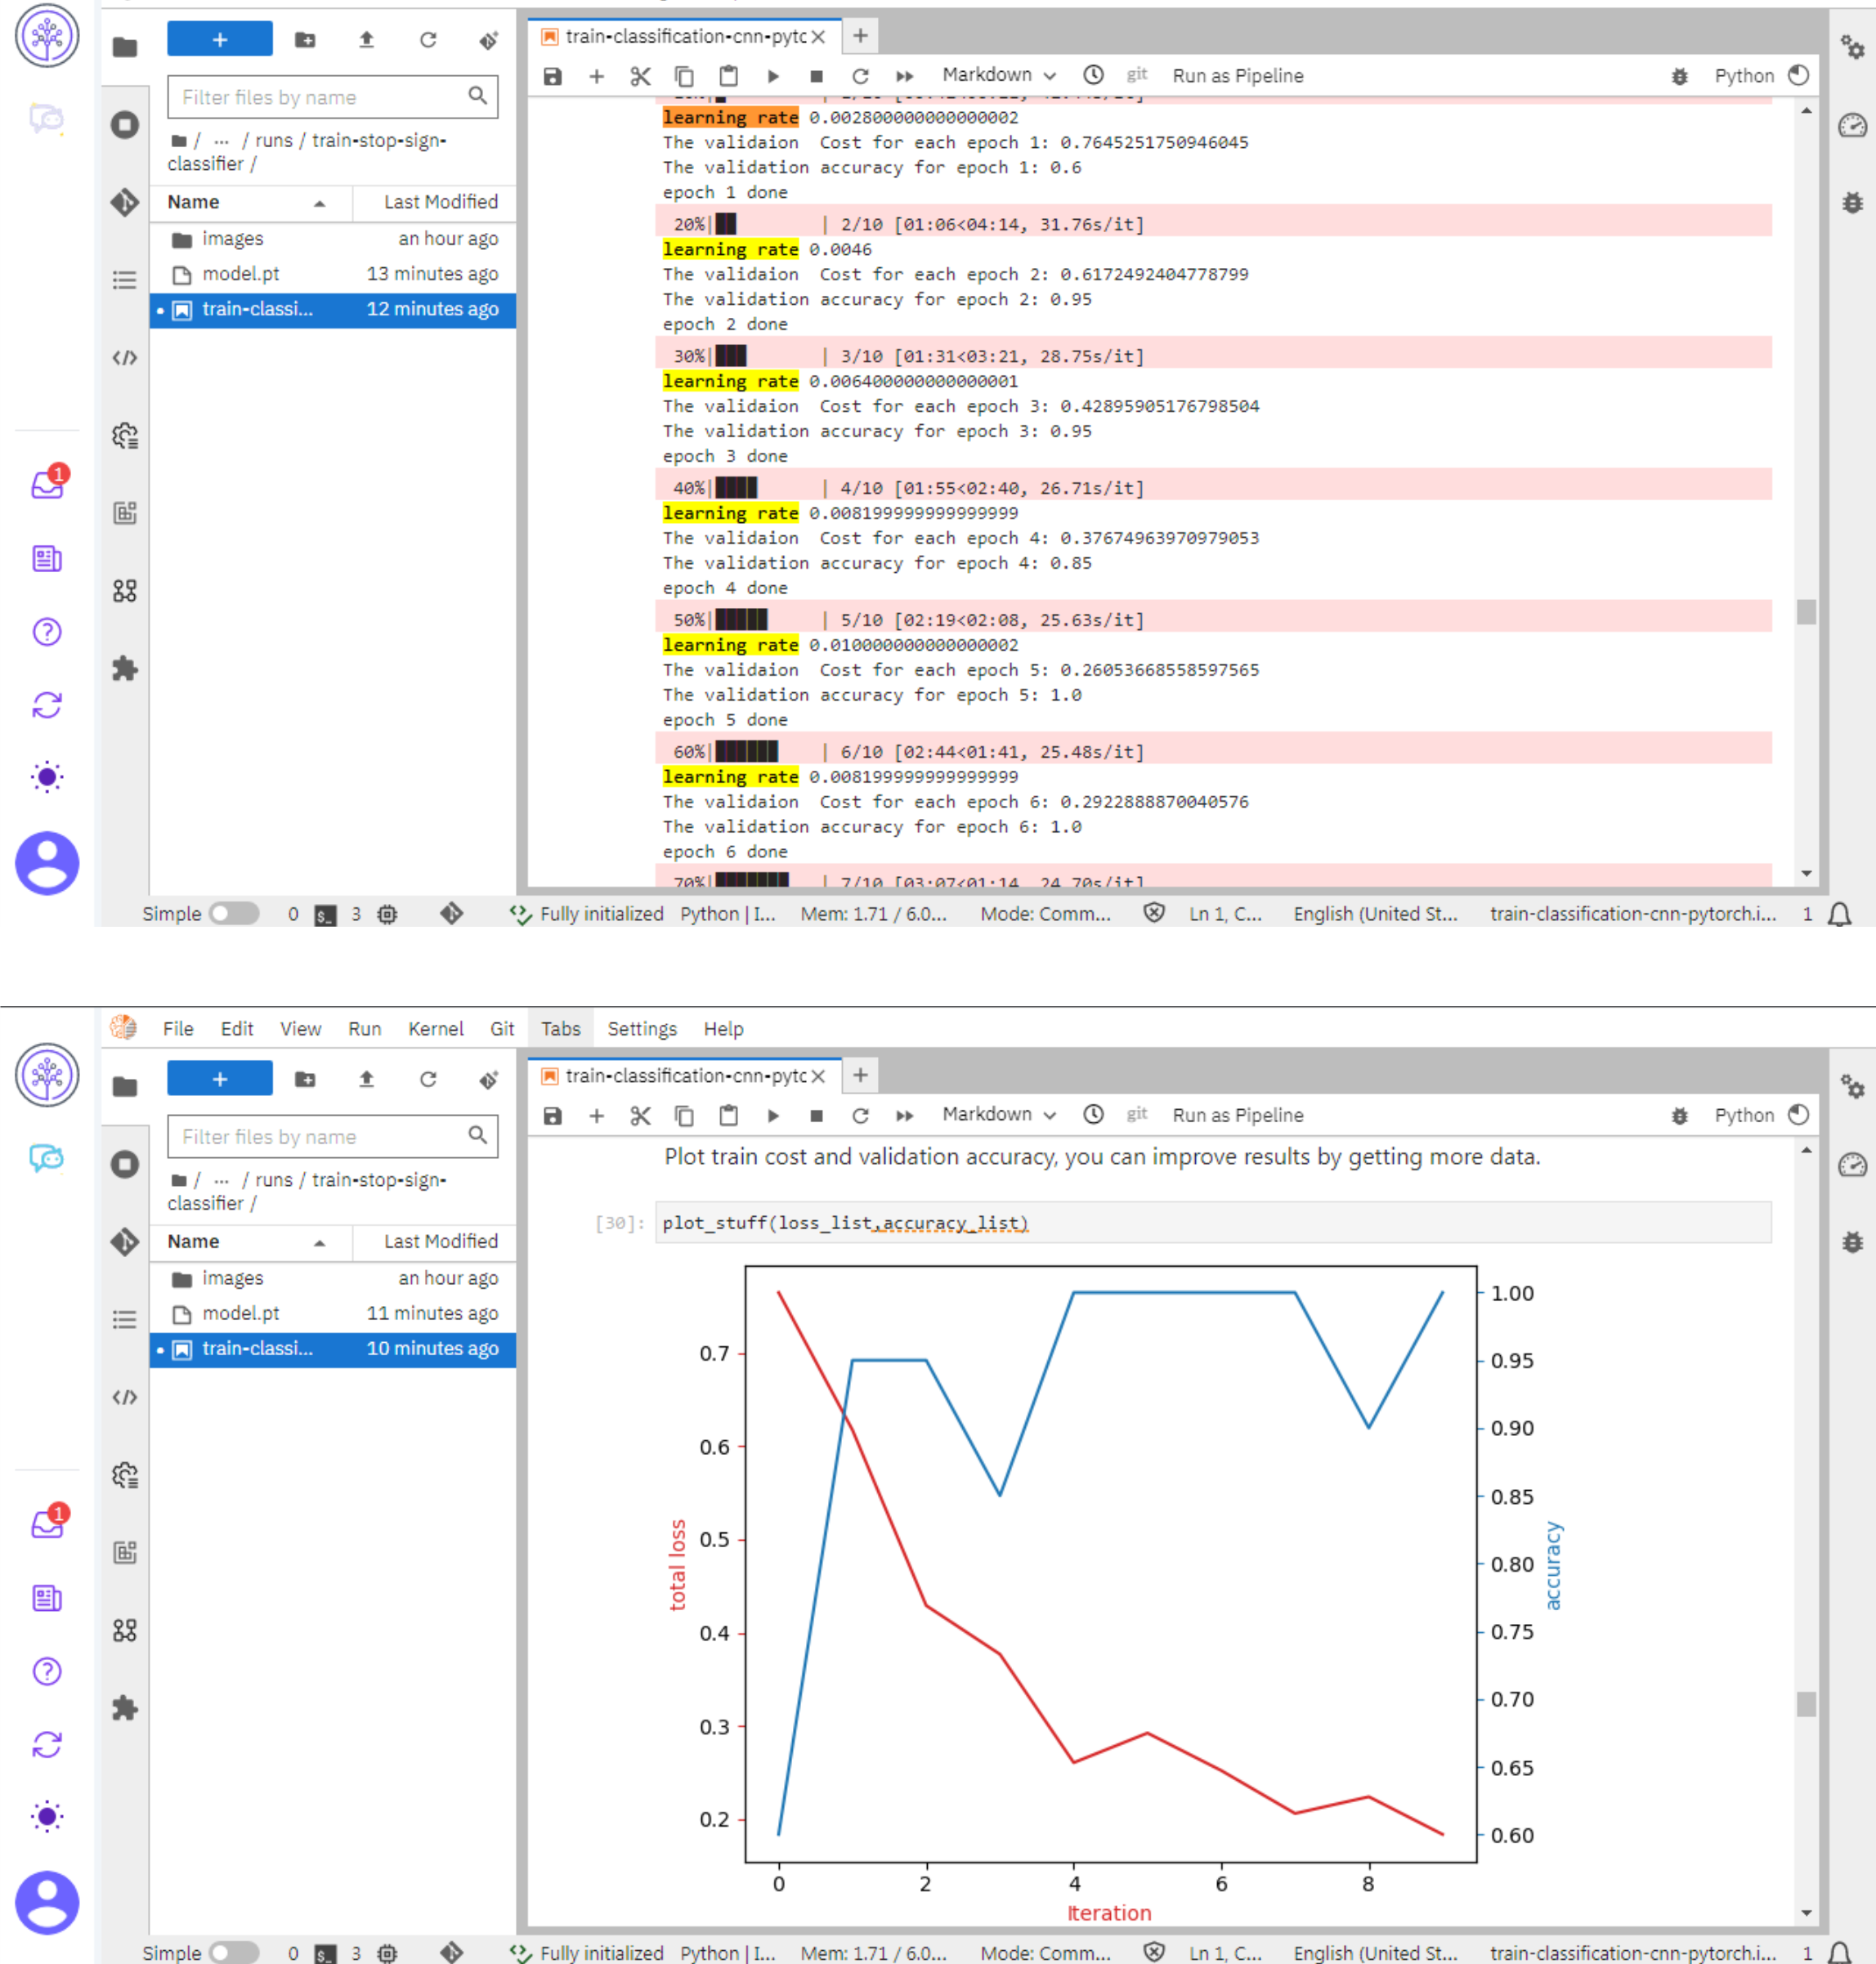 train-classification-cnn-pytc
Filter files by name
Markdown
git
Run as Pipeline
Python
/ ... / runs / train-stop-sign-
classifier /
Name
Last Modified
images
an hour ago
model.pt
13 minutes ago
train-classi...
12 minutes ago
learning rate 0.002800000000000002
The validaion  Cost for each epoch 1: 0.7645251750946045
The validation accuracy for epoch 1: 0.6
epoch 1 done
20%| | 2/10 [01:06<04:14, 31.76s/it]
learning rate 0.0046
The validaion  Cost for each epoch 2: 0.6172492404778799
The validation accuracy for epoch 2: 0.95
epoch 2 done
30%| | 3/10 [01:31<03:21, 28.75s/it]
learning rate 0.006400000000000001
The validaion  Cost for each epoch 3: 0.42895905176798504
The validation accuracy for epoch 3: 0.95
epoch 3 done
40%| | 4/10 [01:55<02:40, 26.71s/it]
learning rate 0.008199999999999999
The validaion  Cost for each epoch 4: 0.37674963970979053
The validation accuracy for epoch 4: 0.85
epoch 4 done
50%| | 5/10 [02:19<02:08, 25.63s/it]
learning rate 0.010000000000000002
The validaion  Cost for each epoch 5: 0.26053668558597565
The validation accuracy for epoch 5: 1.0
epoch 5 done
60%| | 6/10 [02:44<01:41, 25.48s/it]
learning rate 0.008199999999999999
The validaion  Cost for each epoch 6: 0.2922888870040576
The validation accuracy for epoch 6: 1.0
epoch 6 done
70%| | 7/10 [03:07<01:14, 24.70s/it]
1
Simple 0 $_ 3 Fully initialized Python | I... Mem: 1.71 / 6.0... Mode: Comm... Ln 1, C... English (United St... train-classification-cnn-pytorch.i... 1
File Edit View Run Kernel Git Tabs Settings Help
train-classification-cnn-pytc
Filter files by name
Markdown
git
Run as Pipeline
Python
/ ... / runs / train-stop-sign-
classifier /
Name
Last Modified
images
an hour ago
model.pt
11 minutes ago
train-classi...
10 minutes ago
Plot train cost and validation accuracy, you can improve results by getting more data.
[30]: plot_stuff(loss_list,accuracy_list)
0.7
0.6
0.5
0.4
0.3
0.2
total loss
1.00
0.95
0.90
0.85
0.80
0.75
0.70
0.65
0.60
accuracy
0 2 4 6 8
Iteration
1
Simple 0 $_ 3 Fully initialized Python | I... Mem: 1.71 / 6.0... Mode: Comm... Ln 1, C... English (United St... train-classification-cnn-pytorch.i... 1